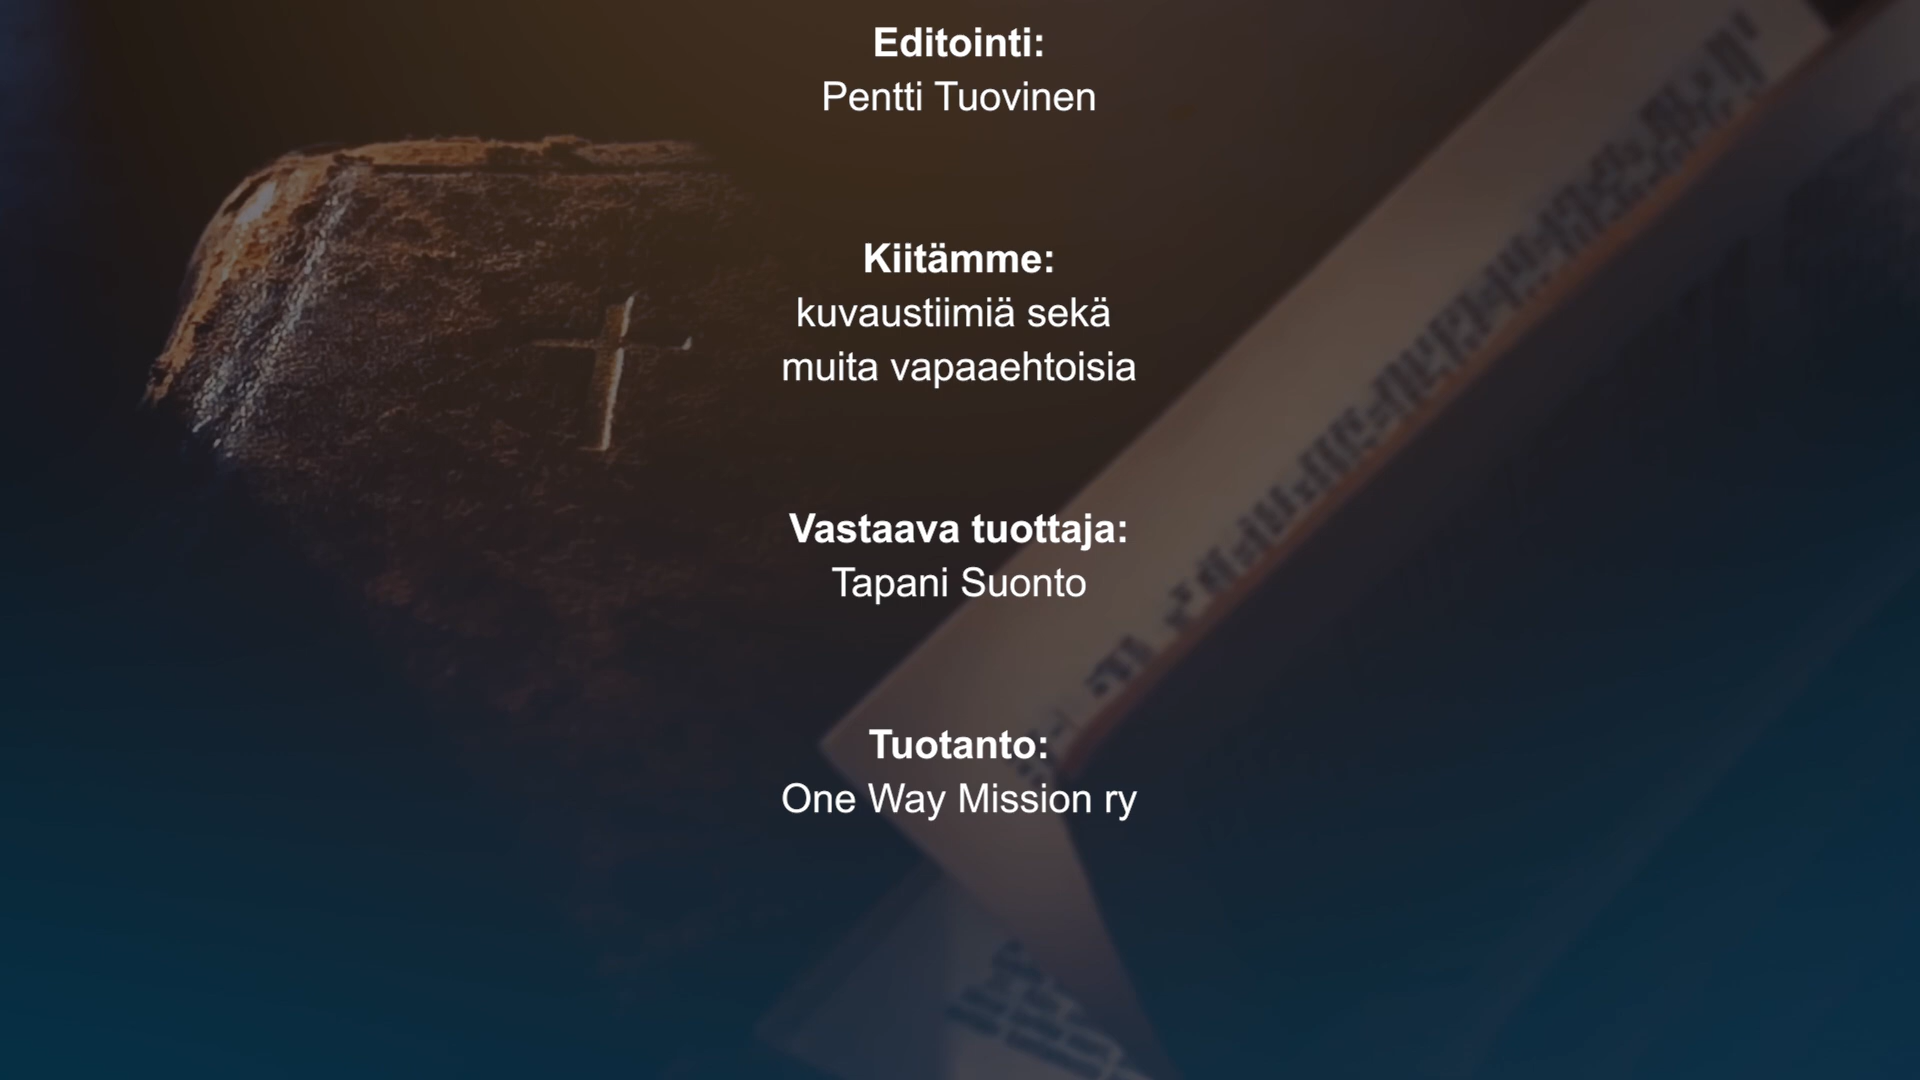 Editointi:
Pentti Tuovinen
Kiitämme:
kuvaustiimiä sekä
muita vapaaehtoisia
Vastaava tuottaja:
Tapani Suonto
Tuotanto:
One Way Mission ry